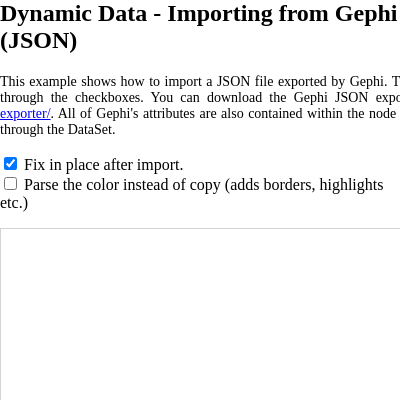 Dynamic Data - Importing from Gephi
(JSON)
This example shows how to import a JSON file exported by Gephi. T
through the checkboxes. You can download the Gephi JSON expo
exporter/. All of Gephi's attributes are also contained within the node
through the DataSet.
Fix in place after import.
Parse the color instead of copy (adds borders, highlights
etc.)